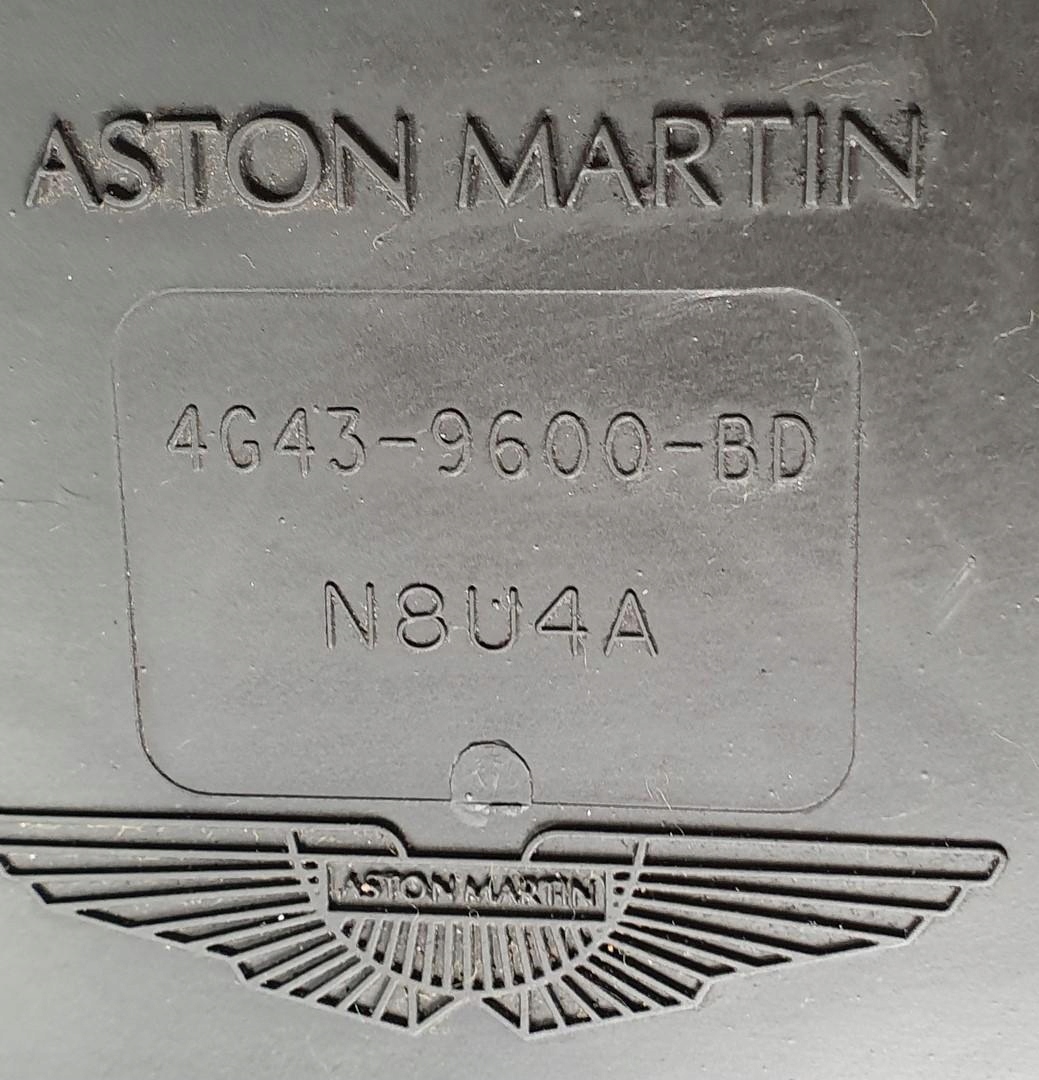 ASTON MARTIN
4G43-9600-BD
N8U4A
ASTON MARTIN